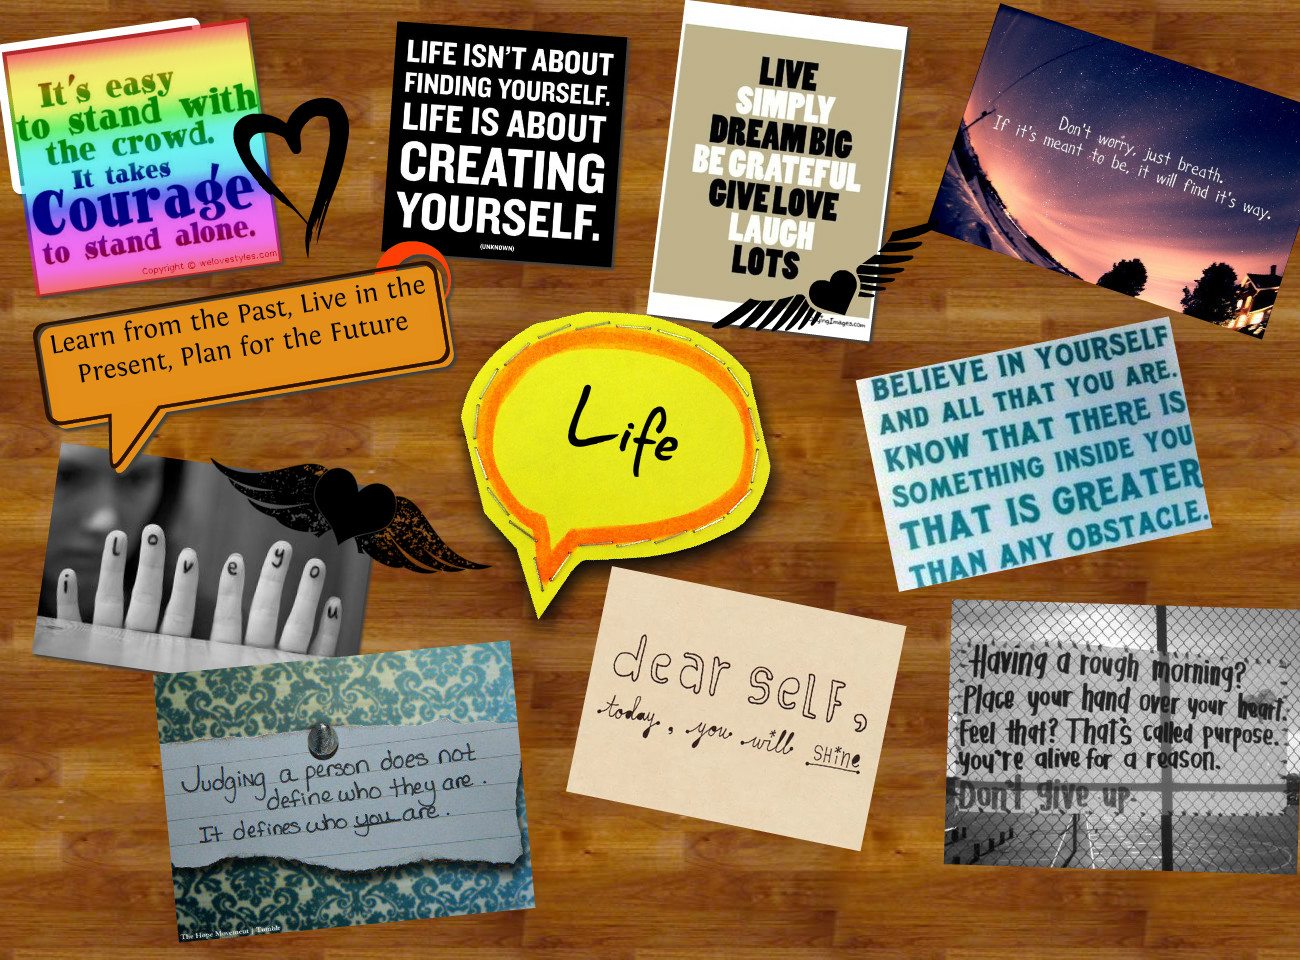 It's easy
to stand with
the crowd.
It takes
Courage
to stand alone.
Copyright © welovestyles.com
LIFE ISN'T ABOUT
FINDING YOURSELF.
LIFE IS ABOUT
CREATING
YOURSELF.
(UNKNOWN)
LIVE
SIMPLY
DREAM BIG
BE GRATEFUL
GIVE LOVE
LAUGH
LOTS
Don't worry, just breath.
If it's meant to be, it will find it's way.
Learn from the Past, Live in the
Present, Plan for the Future
Life
BELIEVE IN YOURSELF
AND ALL THAT YOU ARE.
KNOW THAT THERE IS
SOMETHING INSIDE YOU
THAT IS GREATER
THAN ANY OBSTACLE.
i L o v e y o u
Judging a person does not
define who they are.
It defines who you are.
The Hope Movement | Tumblr
dear self,
today, you will SHine
Having a rough morning?
Place your hand over your heart.
Feel that? That's called purpose.
you're alive for a reason.
Don't give up.